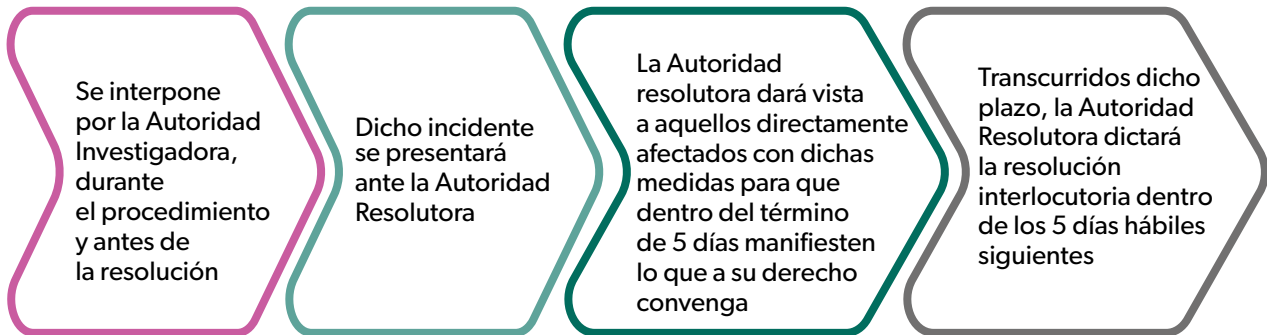 Se interpone
por la Autoridad
Investigadora,
durante
el procedimiento
y antes de
la resolución
Dicho incidente
se presentará
ante la Autoridad
Resolutora
La Autoridad
resolutora dará vista
a aquellos directamente
afectados con dichas
medidas para que
dentro del término
de 5 días manifiesten
lo que a su derecho
convenga
Transcurridos dicho
plazo, la Autoridad
Resolutora dictará
la resolución
interlocutoria dentro
de los 5 días hábiles
siguientes